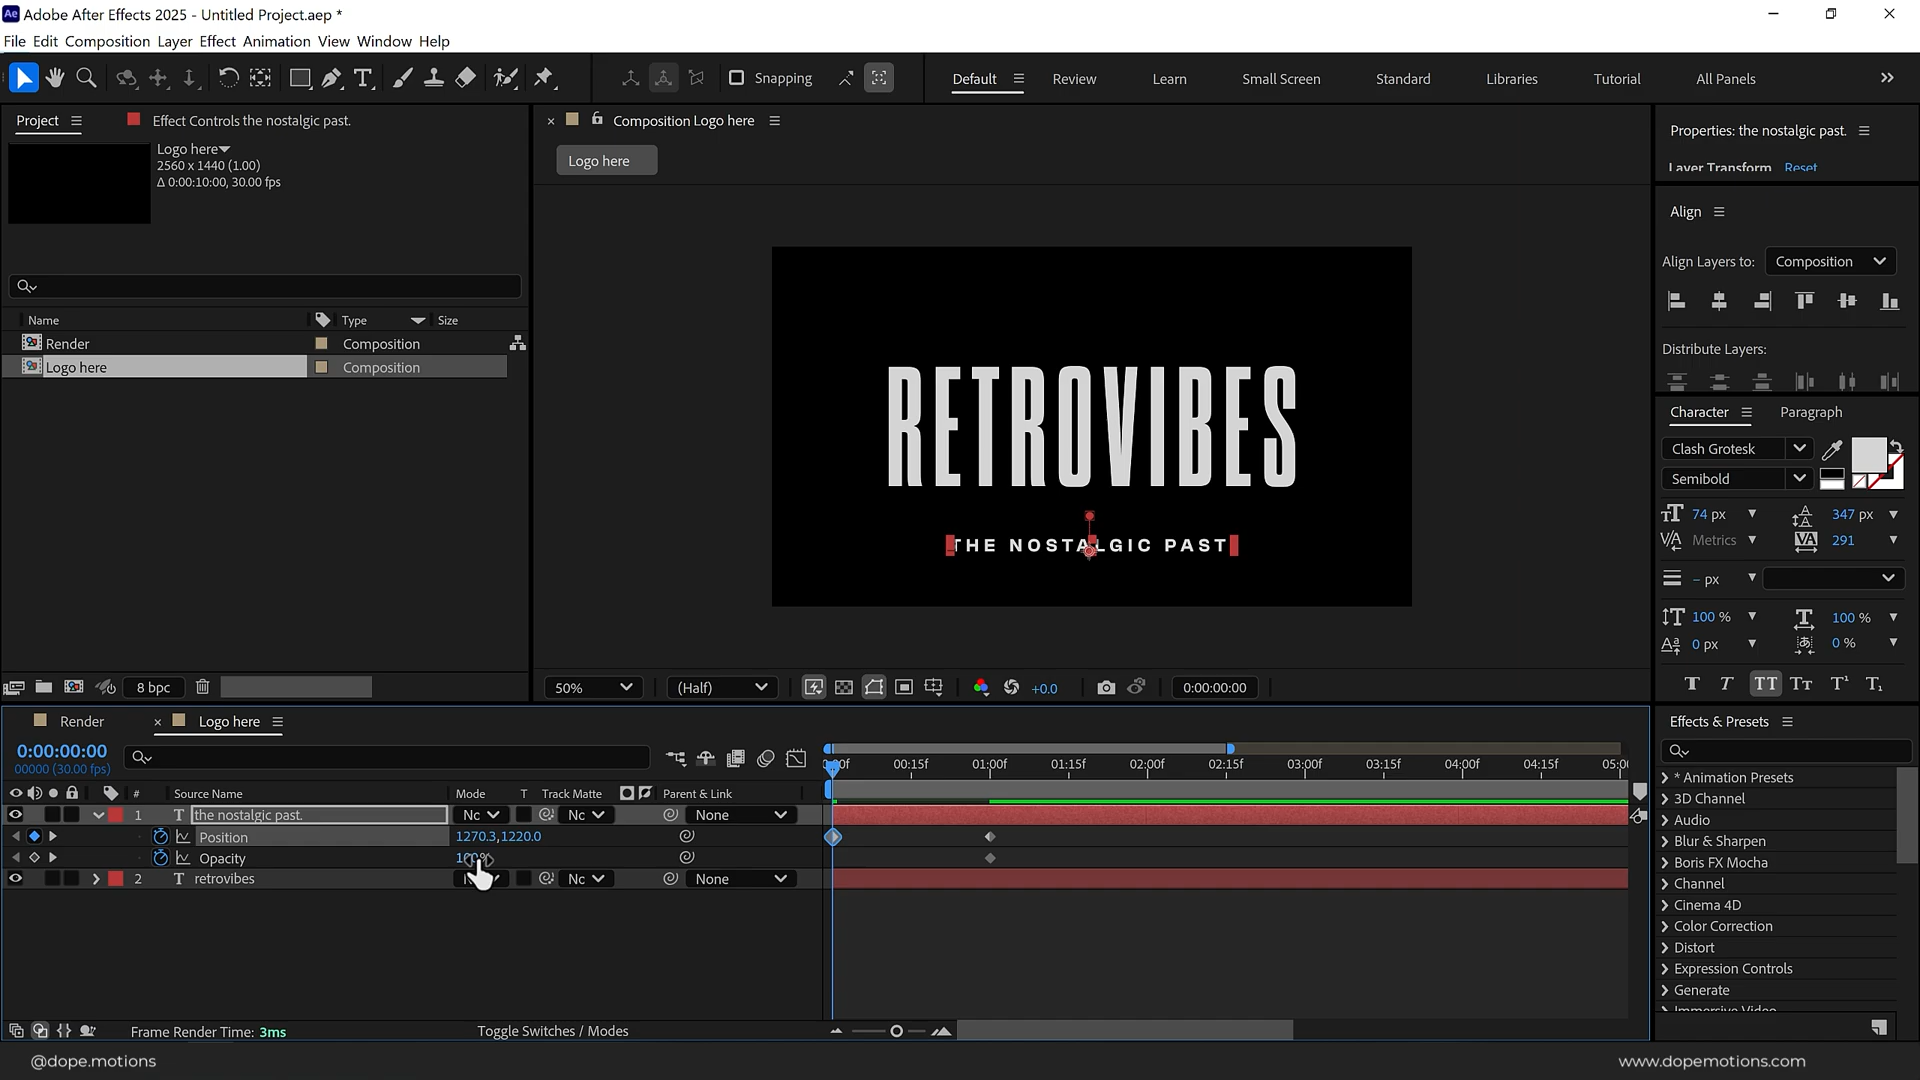 Ae Adobe After Effects 2025 - Untitled Project.aep *
File Edit Composition Layer Effect Animation View Window Help
Snapping
Default
Review
Learn
Small Screen
Standard
Libraries
Tutorial
All Panels
Project
Effect Controls the nostalgic past.
Logo here
2560 x 1440 (1.00)
Δ 0:00:10:00, 30.00 fps
Name Type Size
Render Composition
Logo here Composition
8 bpc
Composition Logo here
Logo here
RETROVIBES
THE NOSTALGIC PAST
50% (Half) +0.0 0:00:00:00
Properties: the nostalgic past.
Layer Transform Reset
Align
Align Layers to: Composition
Distribute Layers:
Character Paragraph
Clash Grotesk
Semibold
74 px 347 px
Metrics 291
- px
100 % 100 %
0 px 0 %
Effects & Presets
* Animation Presets
3D Channel
Audio
Blur & Sharpen
Boris FX Mocha
Channel
Cinema 4D
Color Correction
Distort
Expression Controls
Generate
Immersive Video
Render Logo here
0:00:00:00
00000 (30.00 fps)
00:15f 01:00f 01:15f 02:00f 02:15f 03:00f 03:15f 04:00f 04:15f
# Source Name Mode T Track Matte Parent & Link
1 T the nostalgic past. Nc Nc None
Position 1270.3,1220.0
Opacity
2 T retrovibes Nc None
Frame Render Time: 3ms
Toggle Switches / Modes
@dope.motions
www.dopemotions.com